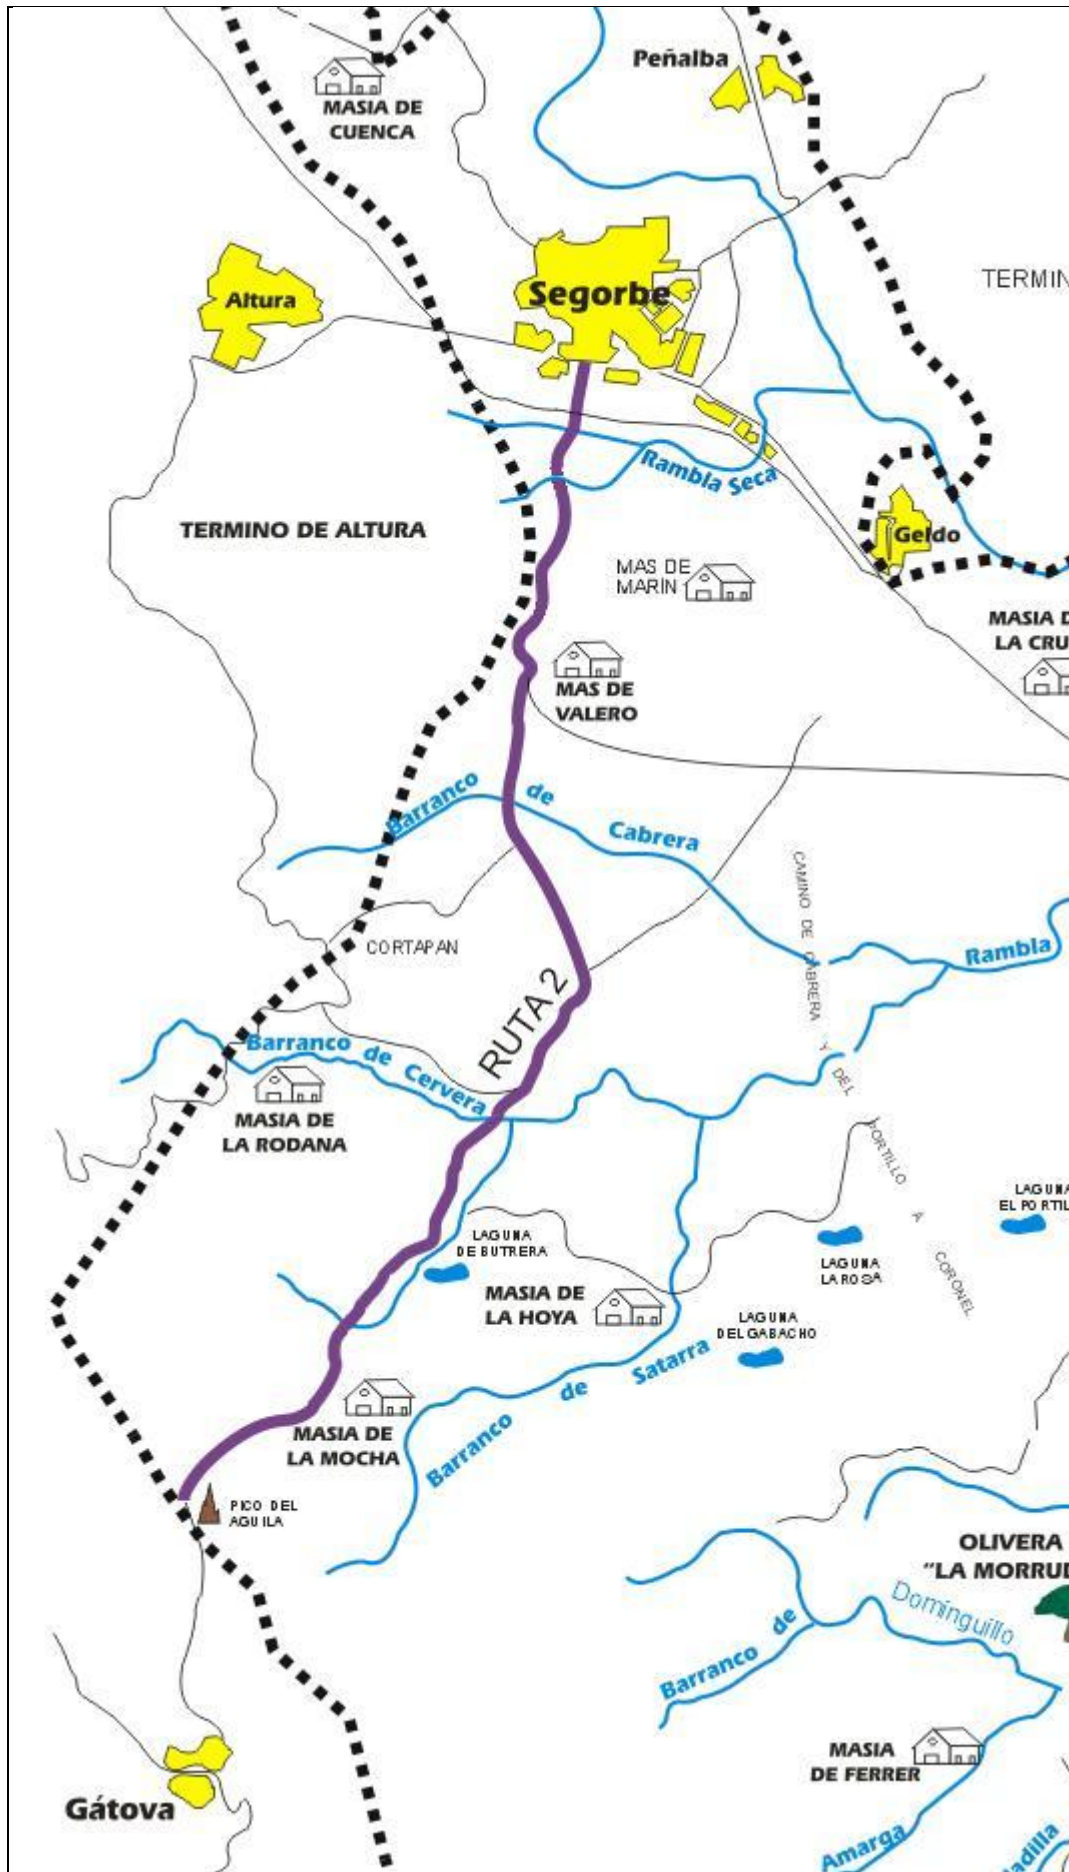 Peñalba
MASIA DE
CUENCA
TERMIN
Altura
Segorbe
Rambla Seca
TERMINO DE ALTURA
Geldo
MAS DE
MARÍN
MASIA D
LA CRU
MAS DE
VALERO
Barranco de Cabrera
CAMINO DE CABRERA Y DEL PORTILLO A CORONEL
CORTAPAN
Rambla
RUTA 2
Barranco de Cervera
MASIA DE
LA RODANA
LAGUNA
EL PORTIL
LAGUNA
DE BUTRERA
LAGUNA
LA ROSA
MASIA DE
LA HOYA
LAGUNA
DEL GABACHO
Barranco de Satarra
MASIA DE
LA MOCHA
PICO DEL
AGUILA
OLIVERA
"LA MORRUD
Barranco de Dominguillo
MASIA
DE FERRER
Gátova
Amarga
adilla